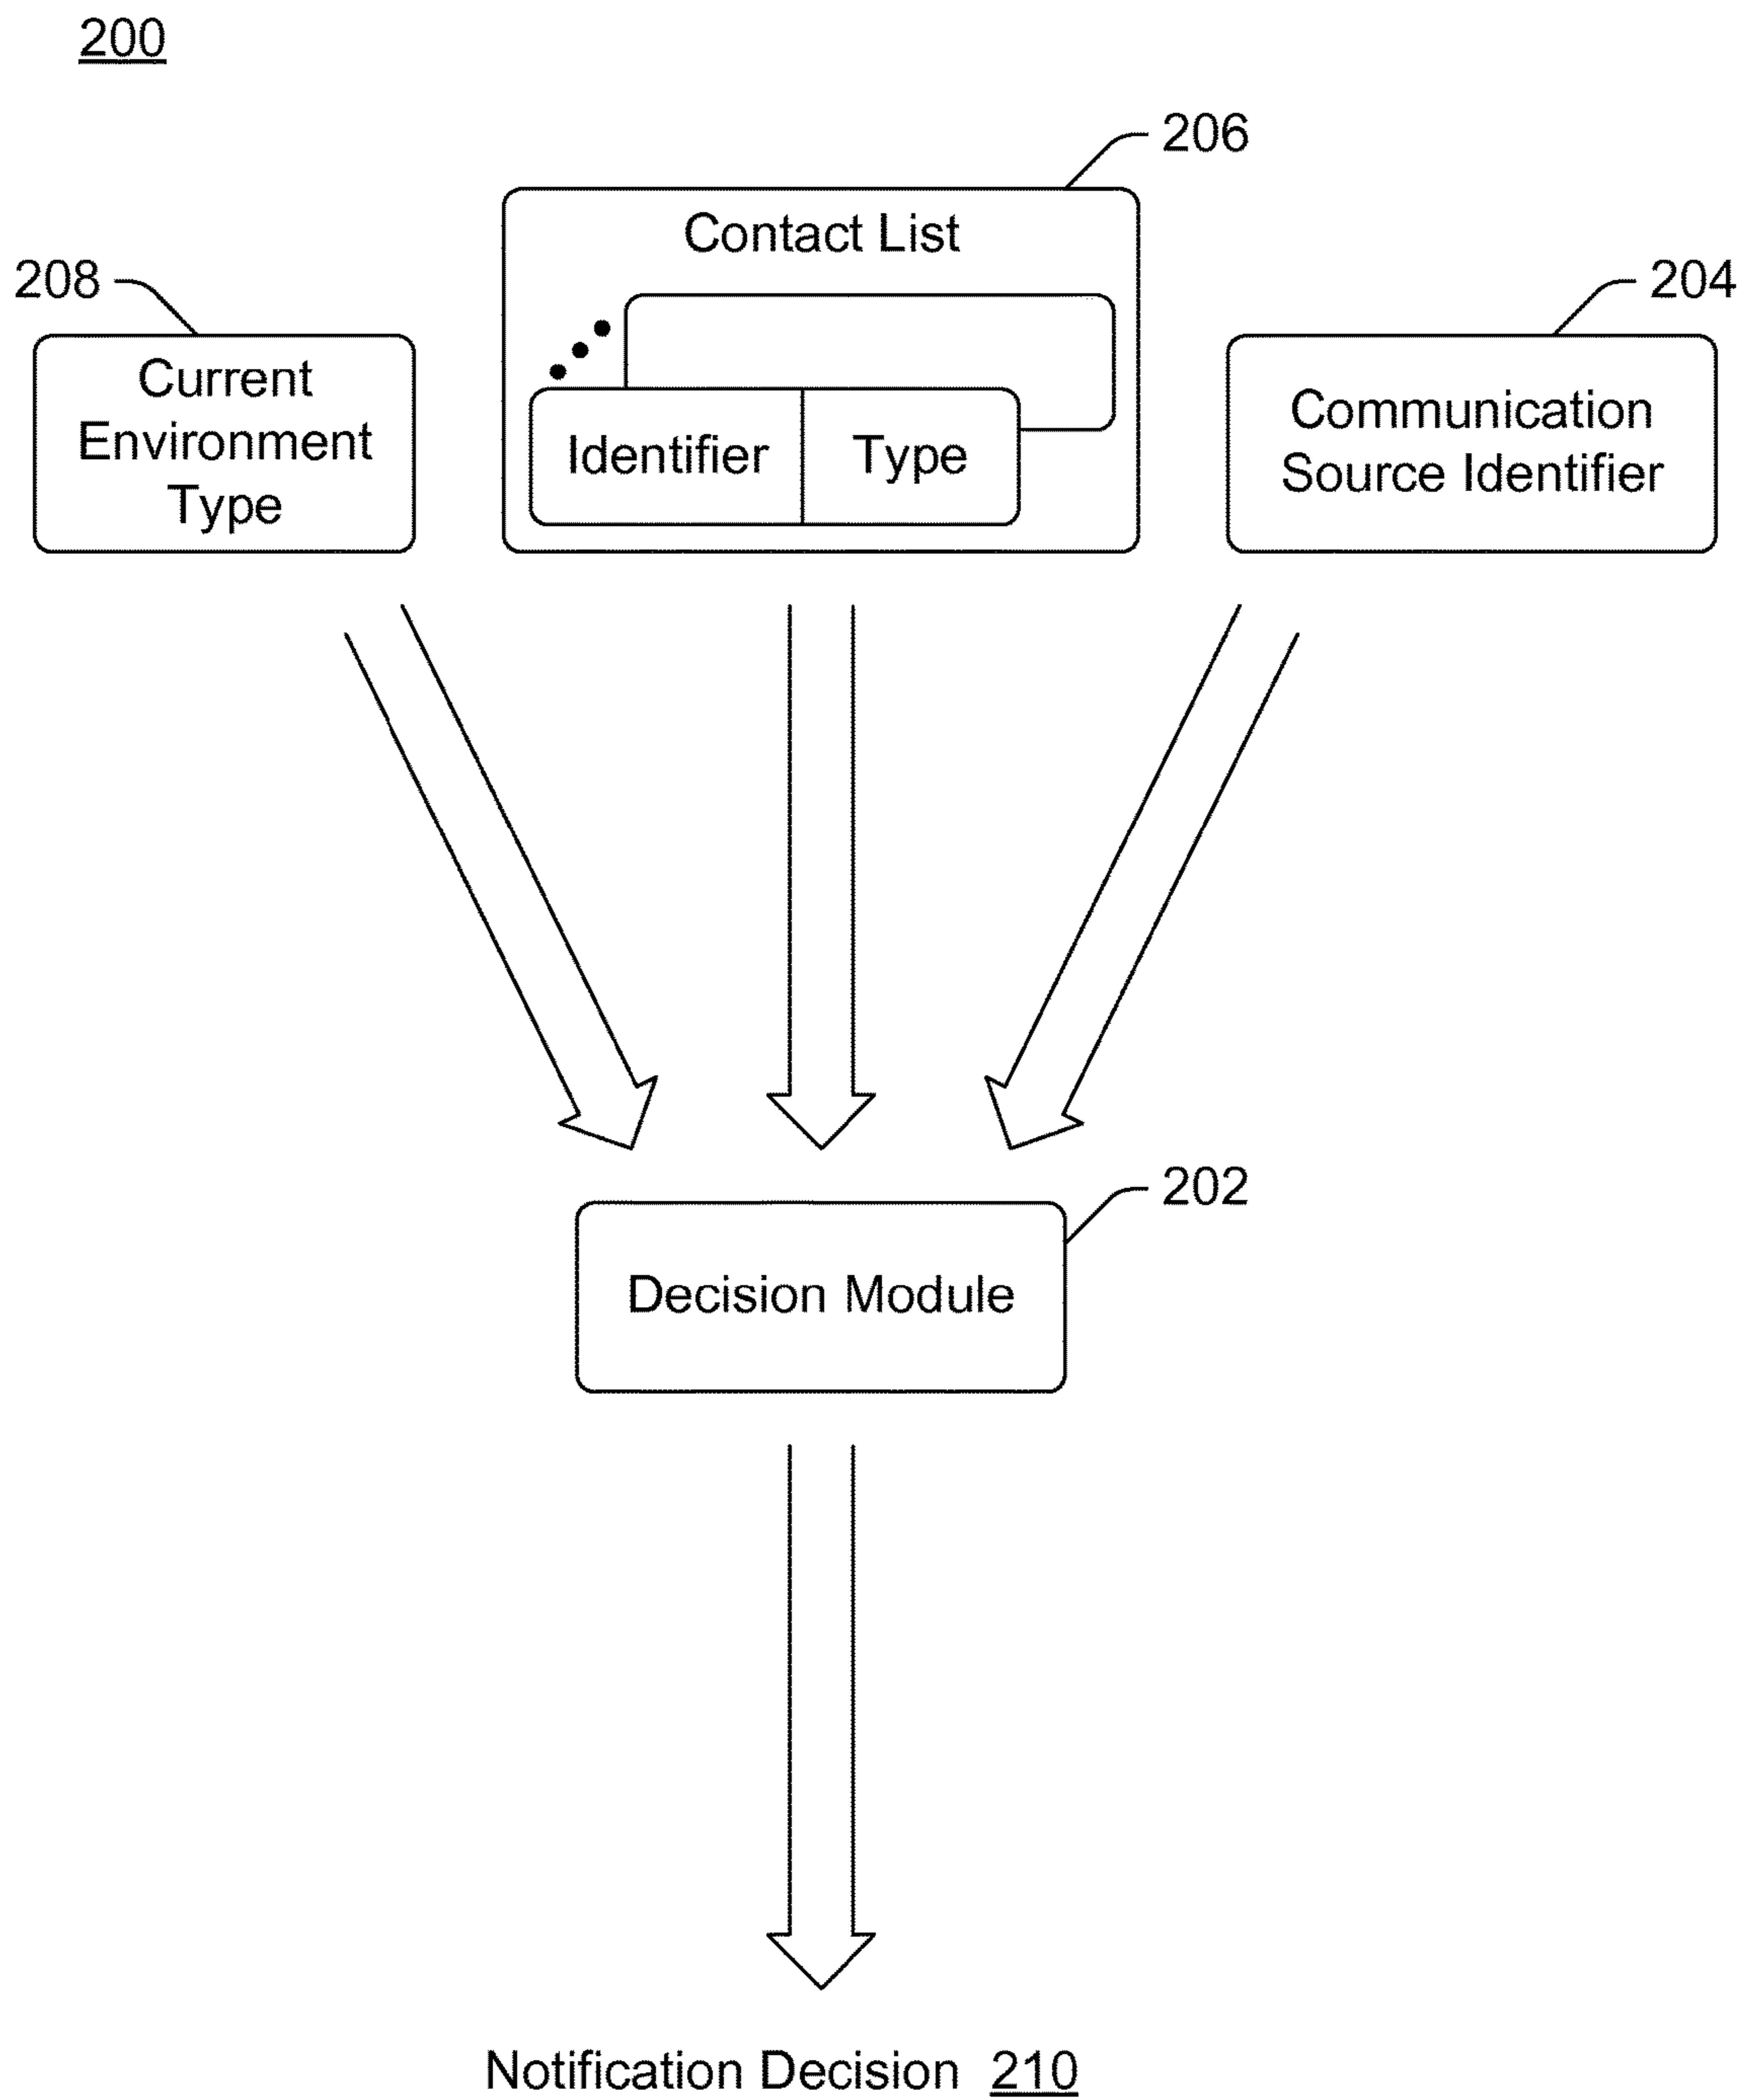 200
206
Contact List
208
204
Current
Environment
Type
Identifier
Type
Communication
Source Identifier
202
Decision Module
Notification Decision 210